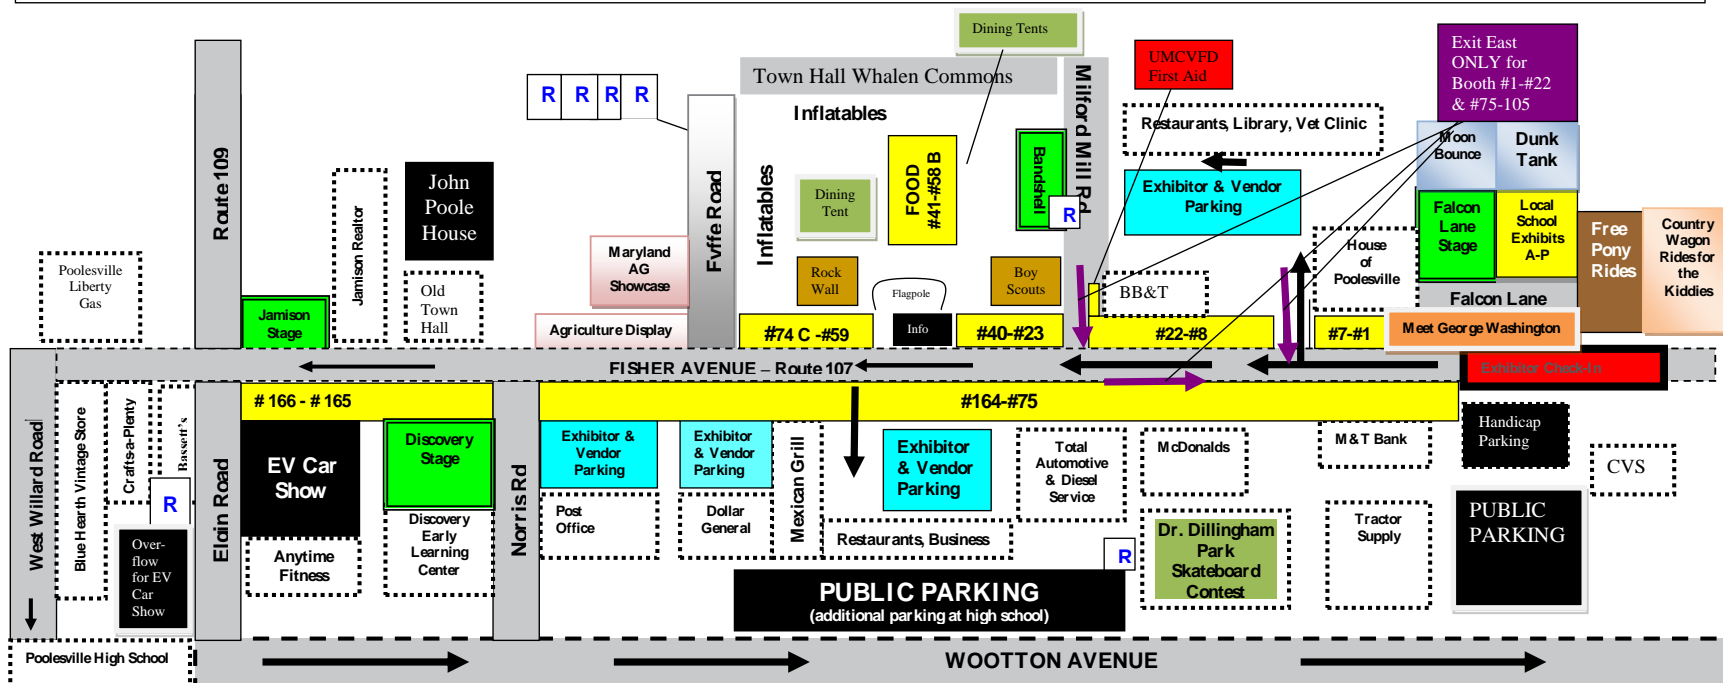 Dining Tents
Exit East
ONLY for
Booth #1-#22
& #75-105
UMCVFD
First Aid
Town Hall Whalen Commons
Milford Mill Rd
Route 109
R R R R
Inflatables
Restaurants, Library, Vet Clinic
Moon
Bounce
Dunk
Tank
John
Poole
House
Jamison Realtor
Fyffe Road
Inflatables
Dining
Tent
FOOD
#41-#58 B
Bandshell
R
Exhibitor & Vendor
Parking
Falcon
Lane
Stage
Local
School
Exhibits
A-P
Free
Pony
Rides
Country
Wagon
Rides for
the
Kiddies
Poolesville
Liberty
Gas
Maryland
AG
Showcase
House
of
Poolesville
Old
Town
Hall
Rock
Wall
Flagpole
Boy
Scouts
BB&T
Falcon Lane
Jamison
Stage
Agriculture Display
#74 C -#59
Info
#40-#23
#22-#8
#7-#1
Meet George Washington
FISHER AVENUE – Route 107
Exhibitor Check-In
# 166 - # 165
#164-#75
West Willard Road
Blue Hearth Vintage Store
Crafts-a-Plenty
Bassett's
R
Over-
flow
for EV
Car
Show
Elgin Road
EV Car
Show
Discovery
Stage
Norris Rd
Exhibitor &
Vendor
Parking
Exhibitor
& Vendor
Parking
Mexican Grill
Exhibitor
& Vendor
Parking
Total
Automotive
& Diesel
Service
McDonalds
M&T Bank
Handicap
Parking
CVS
Anytime
Fitness
Discovery
Early
Learning
Center
Post
Office
Dollar
General
Restaurants, Business
R
Dr. Dillingham
Park
Skateboard
Contest
Tractor
Supply
PUBLIC
PARKING
PUBLIC PARKING
(additional parking at high school)
Poolesville High School
WOOTTON AVENUE